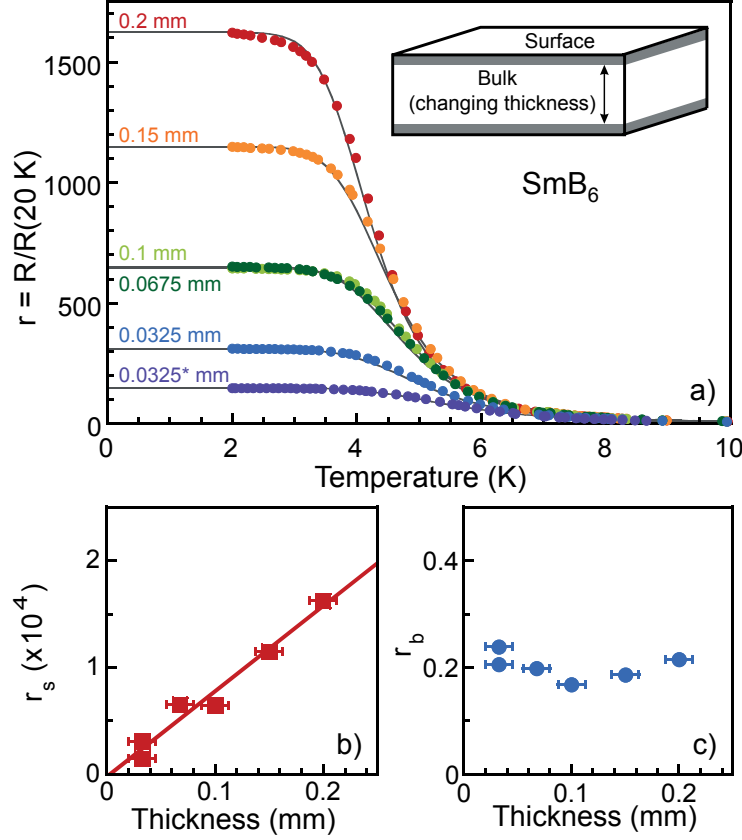 0.2 mm
0.15 mm
0.1 mm
0.0675 mm
0.0325 mm
0.0325* mm
Surface
Bulk
(changing thickness)
SmB₆
a)
r = R/R(20 K)
1500
1000
500
0
0 2 4 6 8 10
Temperature (K)
b)
r_s (x10⁻⁴)
2
1
0
0 0.1 0.2
Thickness (mm)
c)
r_b
0.4
0.2
0
0 0.1 0.2
Thickness (mm)